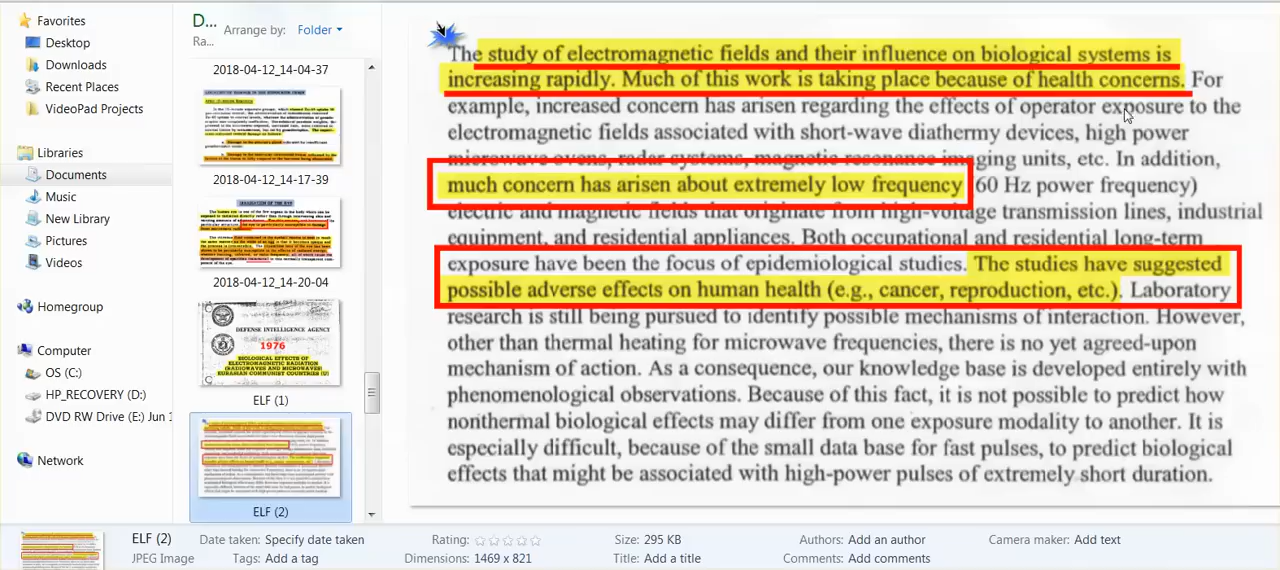 Favorites
Desktop
Downloads
Recent Places
VideoPad Projects
Libraries
Documents
Music
New Library
Pictures
Videos
Homegroup
Computer
OS (C:)
HP_RECOVERY (D:)
DVD RW Drive (E:) Jun 1
Network
D...
Ra...
Arrange by: Folder
2018-04-12_14-04-37
2018-04-12_14-17-39
2018-04-12_14-20-04
DEFENSE INTELLIGENCE AGENCY
1976
BIOLOGICAL EFFECTS OF
ELECTROMAGNETIC RADIATION
(RADIOWAVES AND MICROWAVES)
EURASIAN COMMUNIST COUNTRIES (U)
ELF (1)
ELF (2)
The study of electromagnetic fields and their influence on biological systems is
increasing rapidly. Much of this work is taking place because of health concerns. For
example, increased concern has arisen regarding the effects of operator exposure to the
electromagnetic fields associated with short-wave diathermy devices, high power
microwave ovens, radar systems, magnetic resonance imaging units, etc. In addition,
much concern has arisen about extremely low frequency (60 Hz power frequency)
electric and magnetic fields that originate from high-voltage transmission lines, industrial
equipment, and residential appliances. Both occupational and residential long-term
exposure have been the focus of epidemiological studies. The studies have suggested
possible adverse effects on human health (e.g., cancer, reproduction, etc.). Laboratory
research is still being pursued to identify possible mechanisms of interaction. However,
other than thermal heating for microwave frequencies, there is no yet agreed-upon
mechanism of action. As a consequence, our knowledge base is developed entirely with
phenomenological observations. Because of this fact, it is not possible to predict how
nonthermal biological effects may differ from one exposure modality to another. It is
especially difficult, because of the small data base for fast pulses, to predict biological
effects that might be associated with high-power pulses of extremely short duration.
ELF (2)
JPEG Image
Date taken: Specify date taken
Tags: Add a tag
Rating:
Dimensions: 1469 x 821
Size: 295 KB
Title: Add a title
Authors: Add an author
Comments: Add comments
Camera maker: Add text